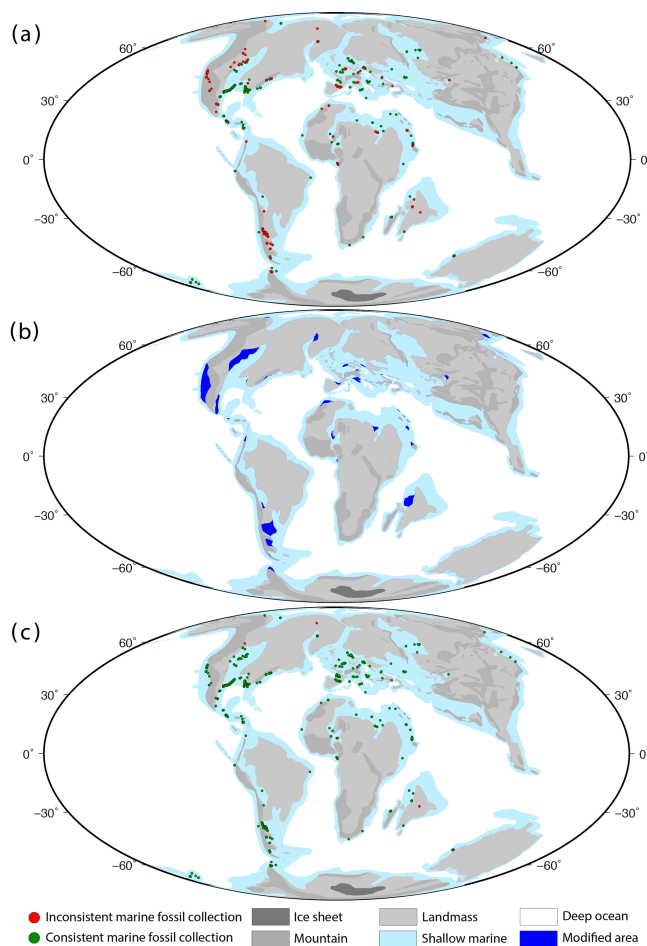 (a)
60°
60°
30°
30°
0°
0°
−30°
−30°
−60°
−60°
(b)
60°
60°
30°
30°
0°
0°
−30°
−30°
−60°
−60°
(c)
60°
60°
30°
30°
0°
0°
−30°
−30°
−60°
−60°
Inconsistent marine fossil collection
Ice sheet
Landmass
Deep ocean
Consistent marine fossil collection
Mountain
Shallow marine
Modified area